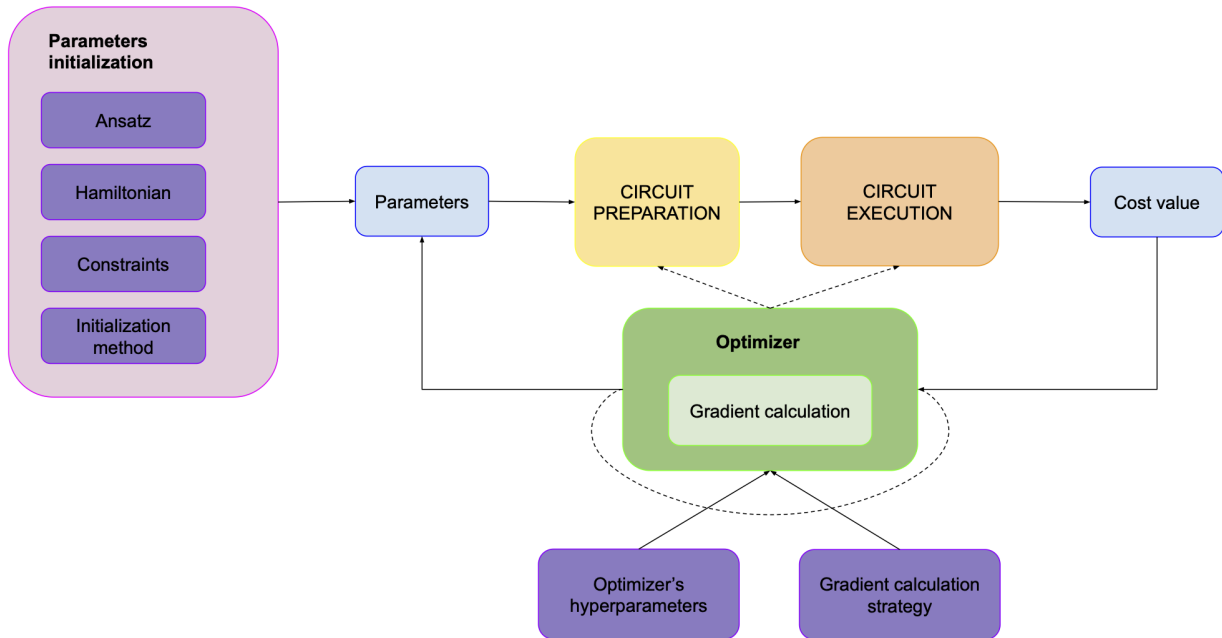 Parameters
initialization
Ansatz
Hamiltonian
Constraints
Initialization
method
Parameters
CIRCUIT
PREPARATION
CIRCUIT
EXECUTION
Cost value
Optimizer
Gradient calculation
Optimizer's
hyperparameters
Gradient calculation
strategy